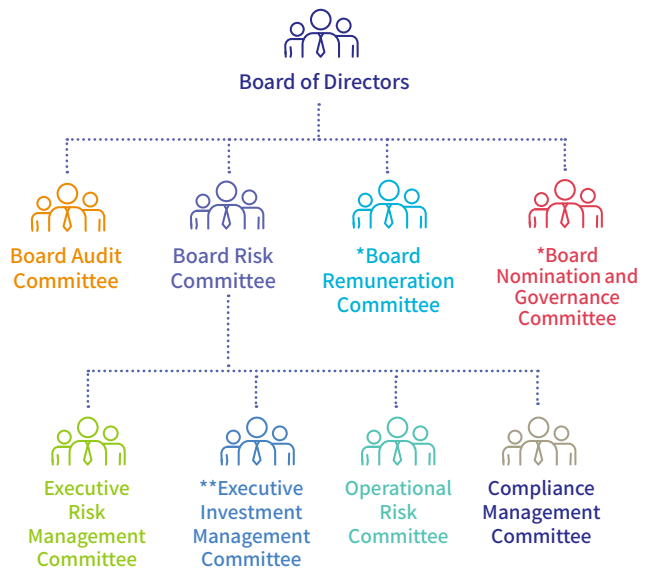 Board of Directors
Board Audit
Committee
Board Risk
Committee
*Board
Remuneration
Committee
*Board
Nomination and
Governance
Committee
Executive
Risk
Management
Committee
**Executive
Investment
Management
Committee
Operational
Risk
Committee
Compliance
Management
Committee